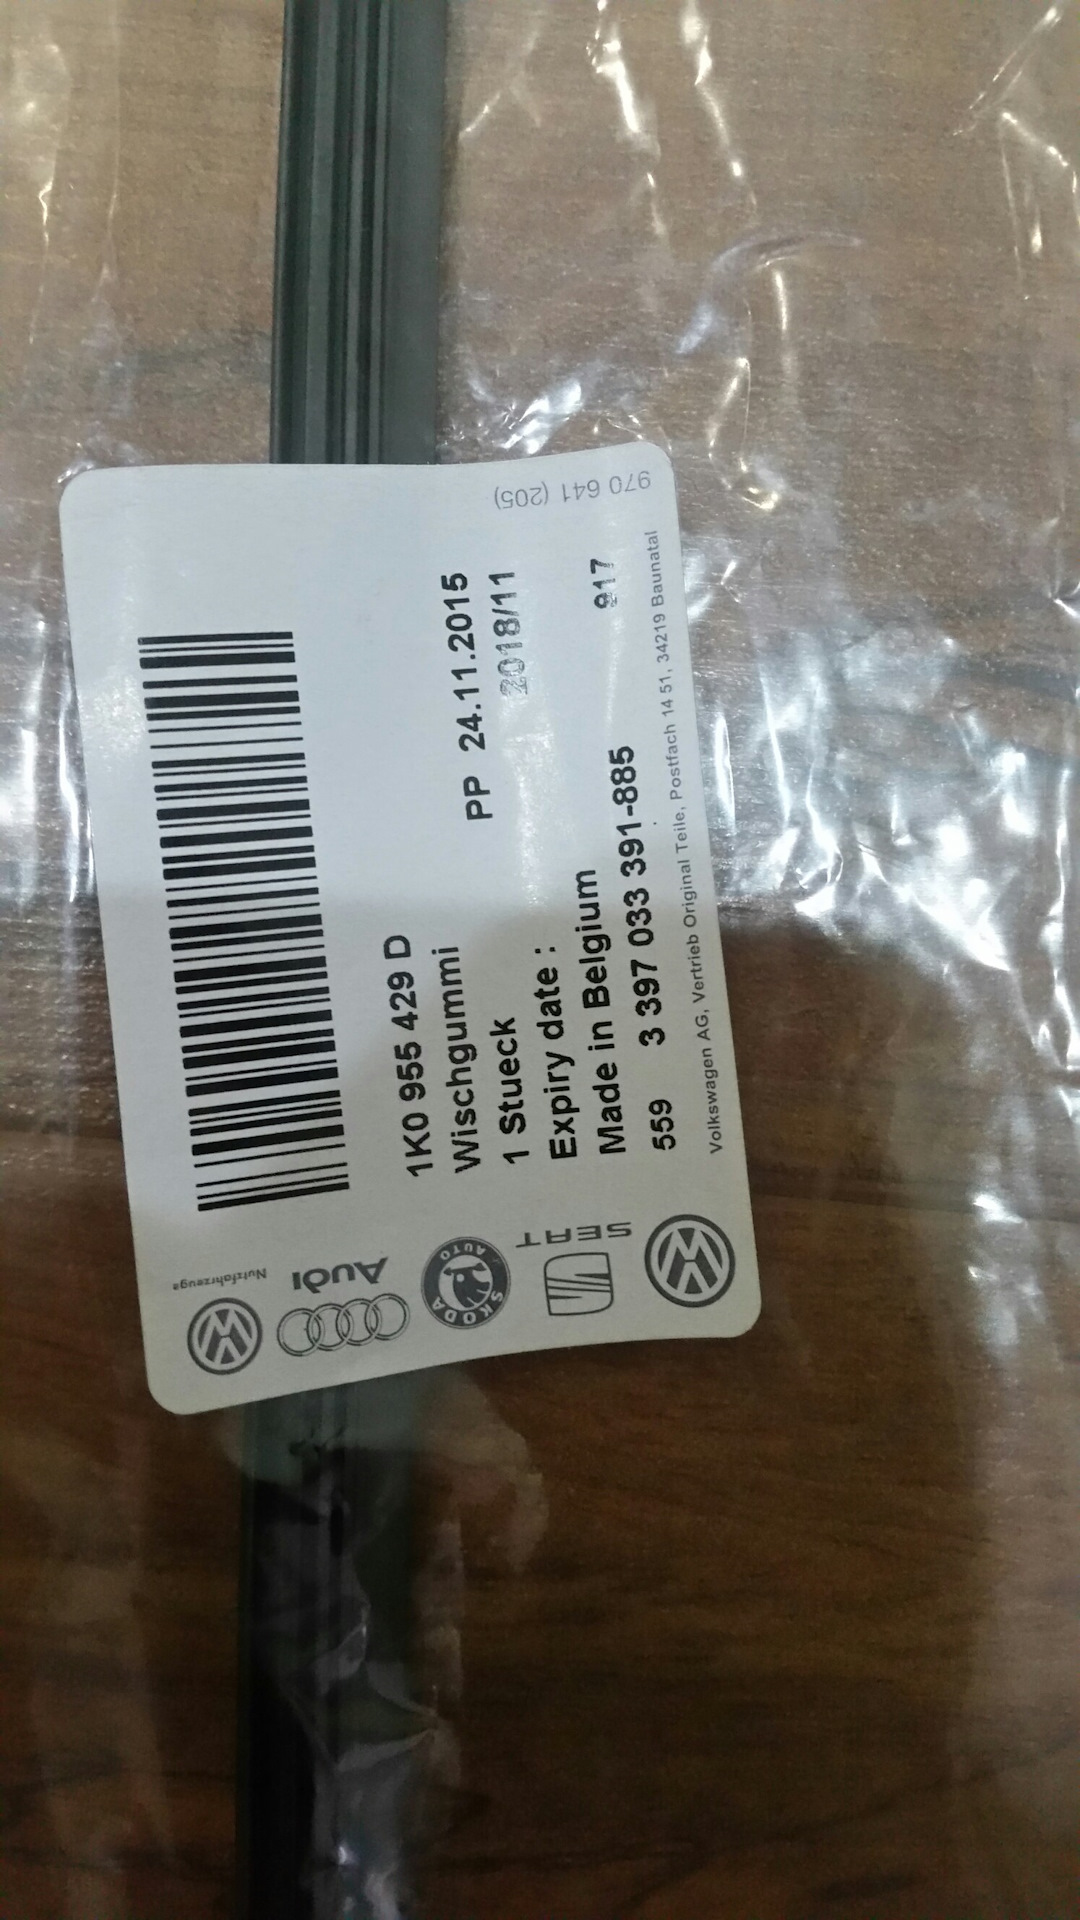 1K0 955 429 D
Wischgummi PP 24.11.2015
1 Stueck 2018/11
Expiry date :
Made in Belgium 917
559 3 397 033 391-885
Volkswagen AG, Vertrieb Original Teile, Postfach 14 51, 34219 Baunatal
970 641 (205)
Nutzfahrzeuge
Audi
SKODA AUTO
SEAT